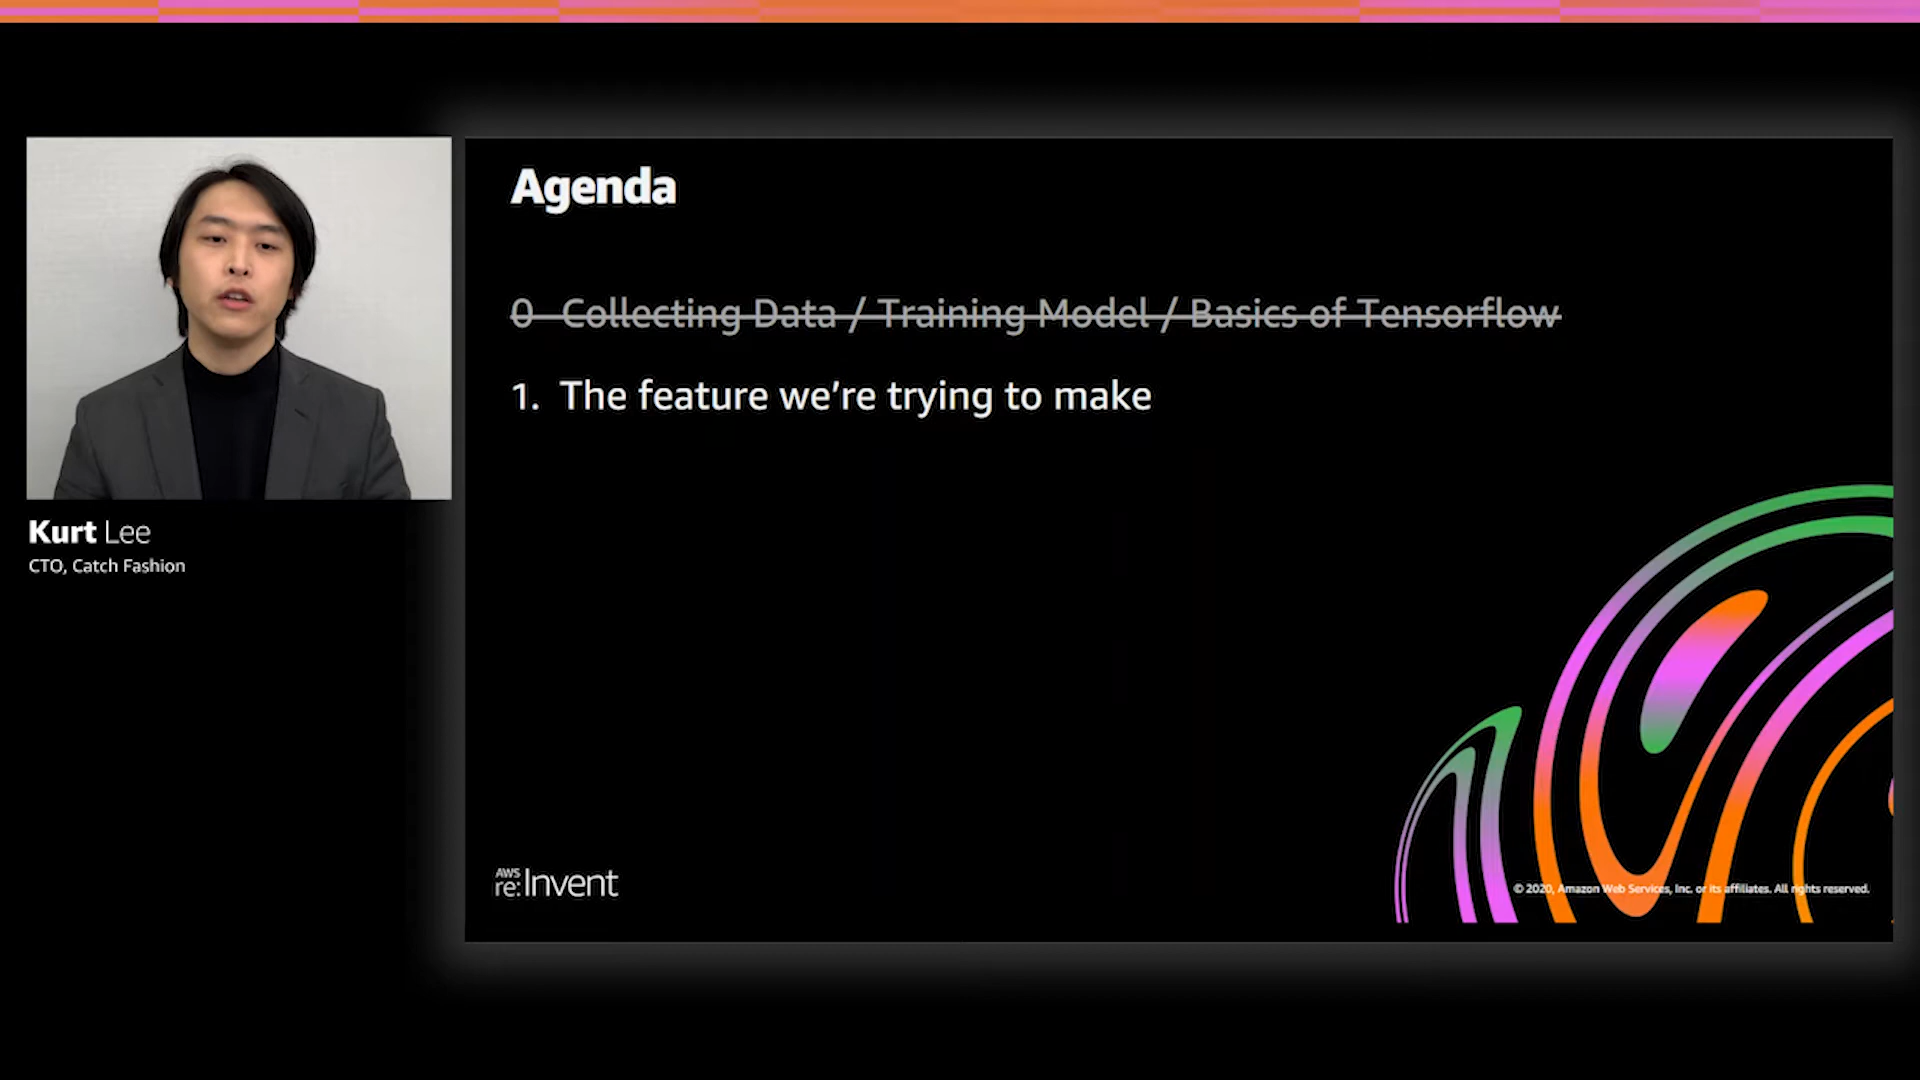 Agenda
0 Collecting Data / Training Model / Basics of Tensorflow
1. The feature we're trying to make
Kurt Lee
CTO, Catch Fashion
AWS
re:Invent
© 2020, Amazon Web Services, Inc. or its affiliates. All rights reserved.